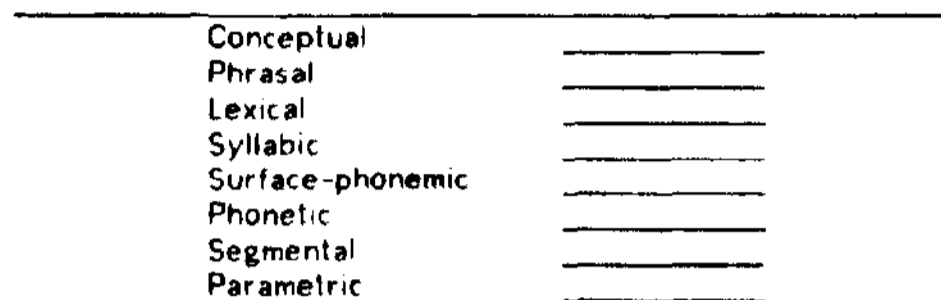 Conceptual
Phrasal
Lexical
Syllabic
Surface-phonemic
Phonetic
Segmental
Parametric